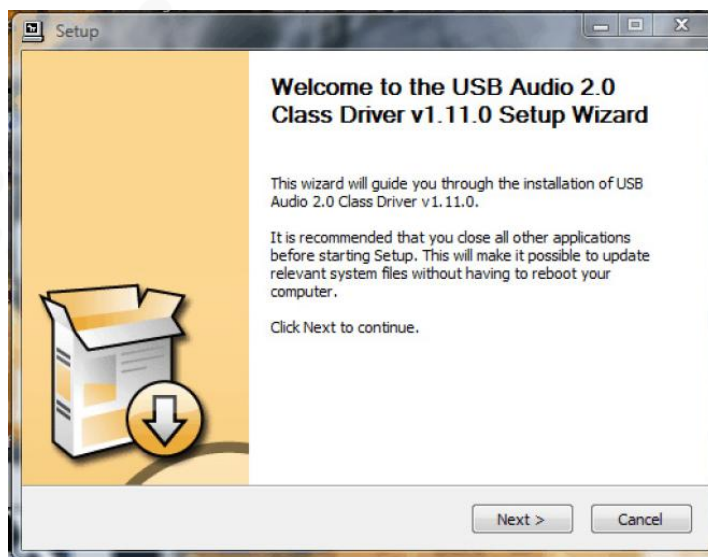 Setup
Welcome to the USB Audio 2.0
Class Driver v1.11.0 Setup Wizard
This wizard will guide you through the installation of USB
Audio 2.0 Class Driver v1.11.0.
It is recommended that you close all other applications
before starting Setup. This will make it possible to update
relevant system files without having to reboot your
computer.
Click Next to continue.
Next >
Cancel